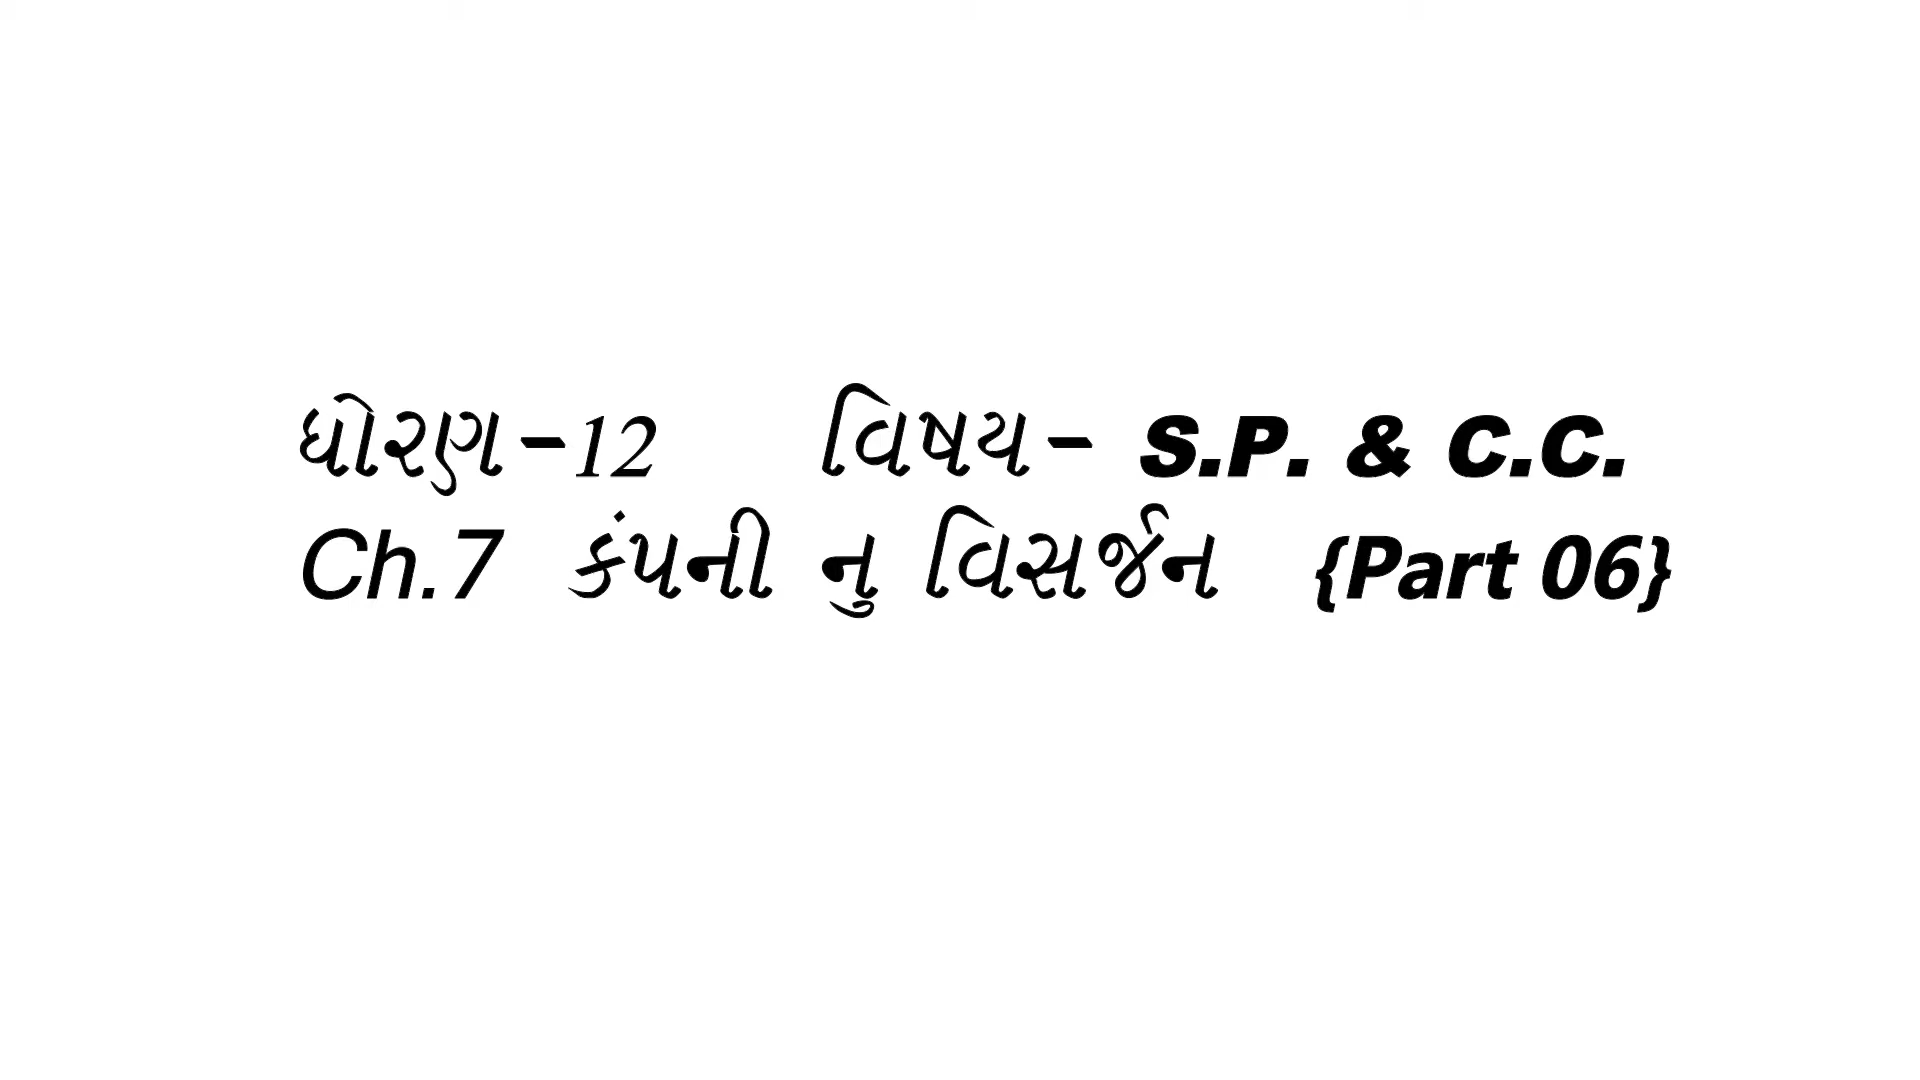 ધોરણ-12 વિષય- S.P. & C.C.
Ch.7 કંપની નુ વિસર્જન {Part 06}